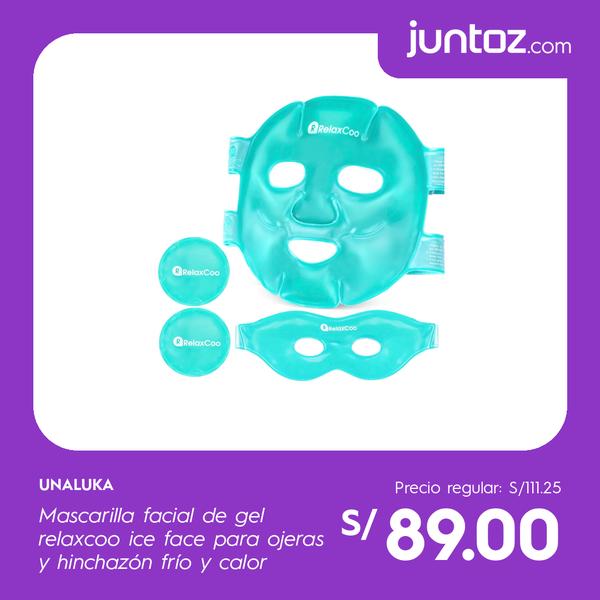 juntoz.com
RelaxCoo
RelaxCoo
RelaxCoo
RelaxCoo
UNALUKA
Mascarilla facial de gel
relaxcoo ice face para ojeras
y hinchazón frío y calor
Precio regular: S/111.25
S/ 89.00